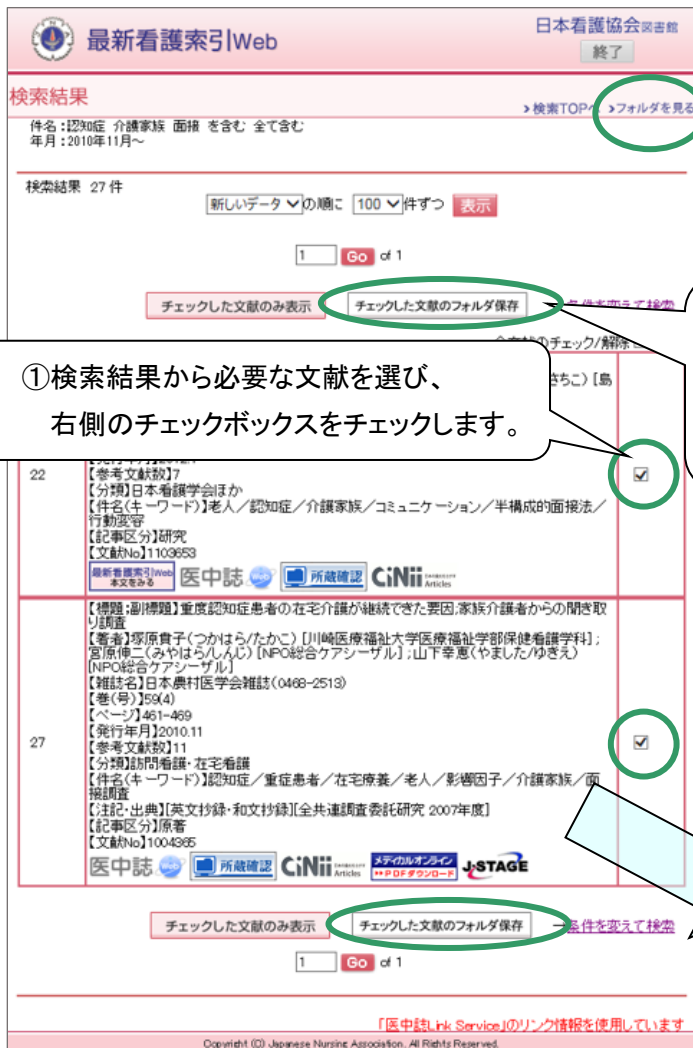 最新看護索引Web
日本看護協会図書館
終了
検索結果
>検索TOPへ >フォルダを見る
件名:認知症 介護家族 面接 を含む 全て含む
年月:2010年11月~
検索結果 27 件
新しいデータ の順に 100 件ずつ 表示
1 Go of 1
チェックした文献のみ表示 チェックした文献のフォルダ保存 条件を変えて検索
のチェック/解除
①検索結果から必要な文献を選び、
右側のチェックボックスをチェックします。
さちこ) [島
22
【参考文献数】7
【分類】日本看護学会ほか
【件名(キーワード)】老人/認知症/介護家族/コミュニケーション/半構成的面接法/
行動変容
【記事区分】研究
【文献No】1103653
最新看護索引Web 本文をみる 医中誌 所蔵確認 CiNii Articles
27
【標題:副標題】重度認知症患者の在宅介護が継続できた要因;家族介護者からの聞き取
り調査
【著者】塚原貴子(つかはら/たかこ) [川崎医療福祉大学医療福祉学部保健看護学科] ;
宮原伸二(みやはら/しんじ) [NPO総合ケアシーザル] ;山下幸恵(やました/ゆきえ)
[NPO総合ケアシーザル]
【雑誌名】日本農村医学会雑誌(0468-2513)
【巻(号)】59(4)
【ページ】461-469
【発行年月】2010.11
【参考文献数】11
【分類】訪問看護・在宅看護
【件名(キーワード)】認知症/重症患者/在宅療養/老人/影響因子/介護家族/面
接調査
【注記・出典】[英文抄録・和文抄録][全共連調査委託研究 2007年度]
【記事区分】原著
【文献No】1004365
医中誌 所蔵確認 CiNii Articles メディカルオンライン PDFダウンロード J-STAGE
チェックした文献のみ表示 チェックした文献のフォルダ保存 →条件を変えて検索
1 Go of 1
「医中誌Link Service」のリンク情報を使用しています
Copyright (C) Japanese Nursing Association. All Rights Reserved.